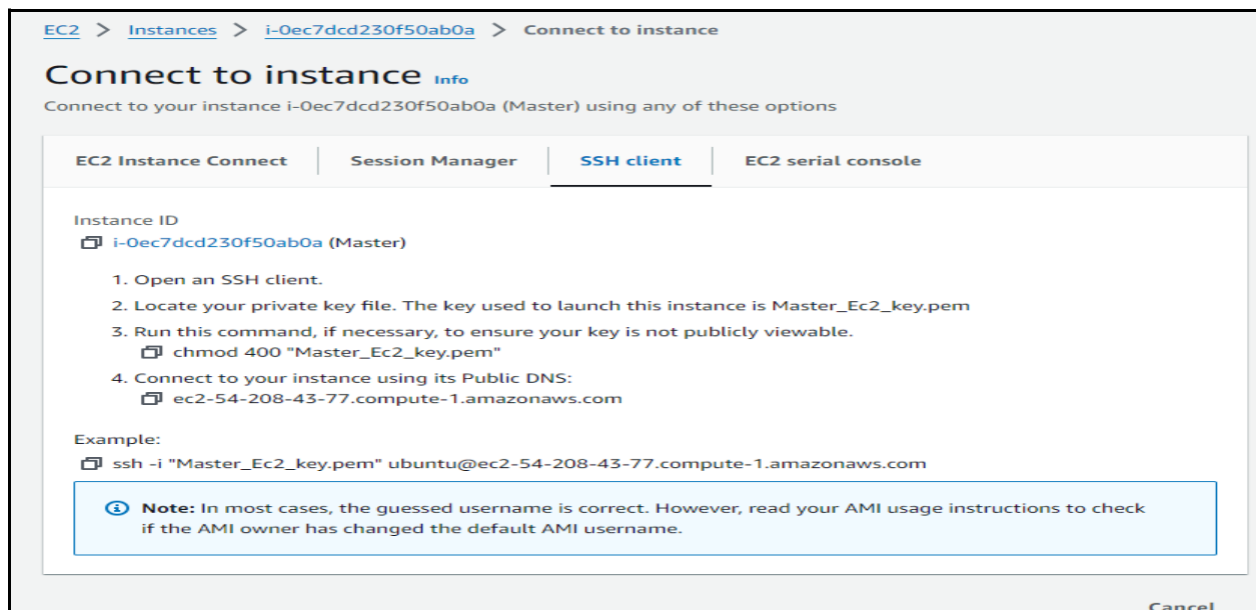 EC2 > Instances > i-0ec7dcd230f50ab0a > Connect to instance
Connect to instance Info
Connect to your instance i-0ec7dcd230f50ab0a (Master) using any of these options
EC2 Instance Connect Session Manager SSH client EC2 serial console
Instance ID
i-0ec7dcd230f50ab0a (Master)
1. Open an SSH client.
2. Locate your private key file. The key used to launch this instance is Master_Ec2_key.pem
3. Run this command, if necessary, to ensure your key is not publicly viewable.
chmod 400 "Master_Ec2_key.pem"
4. Connect to your instance using its Public DNS:
ec2-54-208-43-77.compute-1.amazonaws.com
Example:
ssh -i "Master_Ec2_key.pem" ubuntu@ec2-54-208-43-77.compute-1.amazonaws.com
Note: In most cases, the guessed username is correct. However, read your AMI usage instructions to check
if the AMI owner has changed the default AMI username.
Cancel